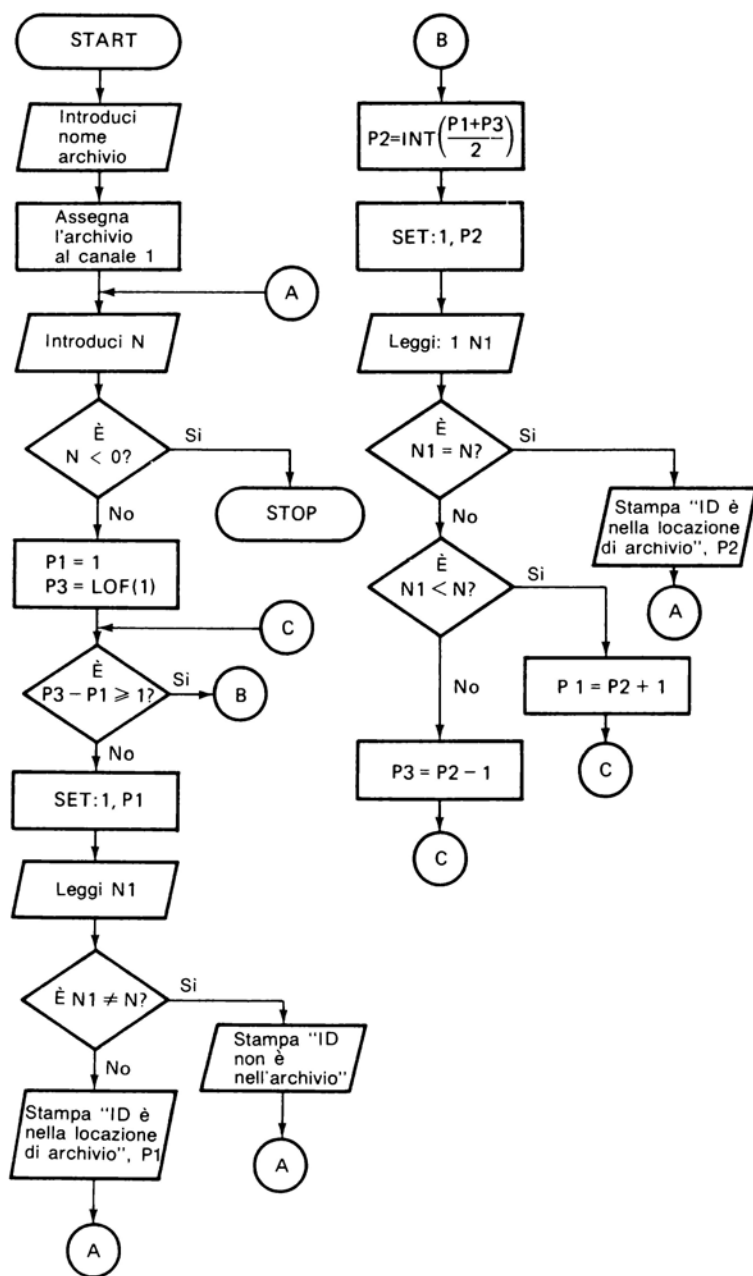 START
Introduci
nome
archivio
Assegna
l'archivio
al canale 1
A
Introduci N
È
N < 0?
Si
STOP
No
P1 = 1
P3 = LOF(1)
C
È
P3 – P1 ⩾ 1?
Si
B
No
SET:1, P1
Leggi N1
È N1 ≠ N?
Si
Stampa "ID
non è
nell'archivio"
A
No
Stampa "ID è
nella locazione
di archivio", P1
A
B
P2=INT(P1+P3
2)
SET:1, P2
Leggi: 1 N1
È
N1 = N?
Si
Stampa "ID è
nella locazione
di archivio", P2
A
No
È
N1 < N?
Si
P 1 = P2 + 1
C
No
P3 = P2 – 1
C